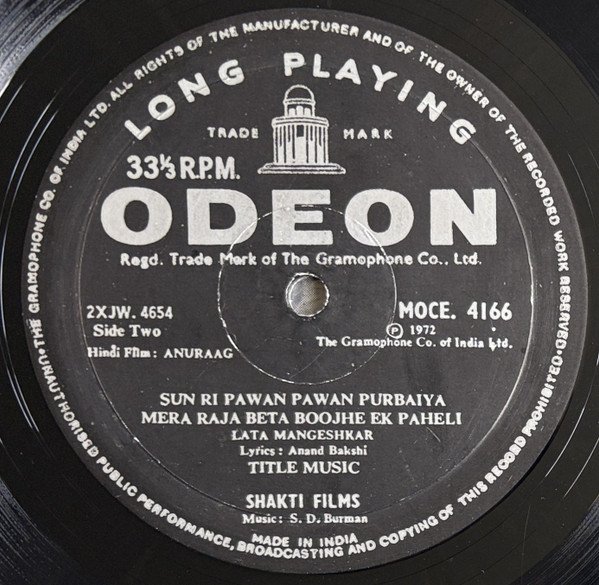 THE GRAMOPHONE CO. OF INDIA LTD. ALL RIGHTS OF THE MANUFACTURER AND OF THE OWNER OF THE RECORDED WORK RESERVED
UNAUTHORISED PUBLIC PERFORMANCE, BROADCASTING AND COPYING OF THIS RECORD PROHIBITED
LONG PLAYING
TRADE MARK
33⅓ R.P.M.
ODEON
Regd. Trade Mark of The Gramophone Co., Ltd.
2XJW. 4654
MOCE. 4166
Side Two
Ⓟ 1972
Hindi Film : ANURAAG
The Gramophone Co. of India Ltd.
SUN RI PAWAN PAWAN PURBAIYA
MERA RAJA BETA BOOJHE EK PAHELI
LATA MANGESHKAR
Lyrics : Anand Bakshi
TITLE MUSIC
SHAKTI FILMS
Music : S. D. Burman
MADE IN INDIA